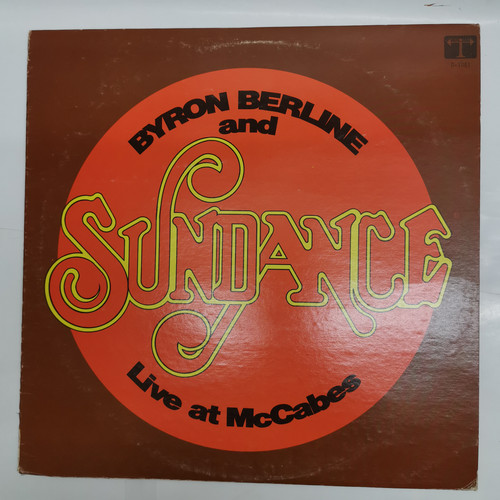 T
BYRON BERLINE
and
SUNDANCE
Live at McCabes